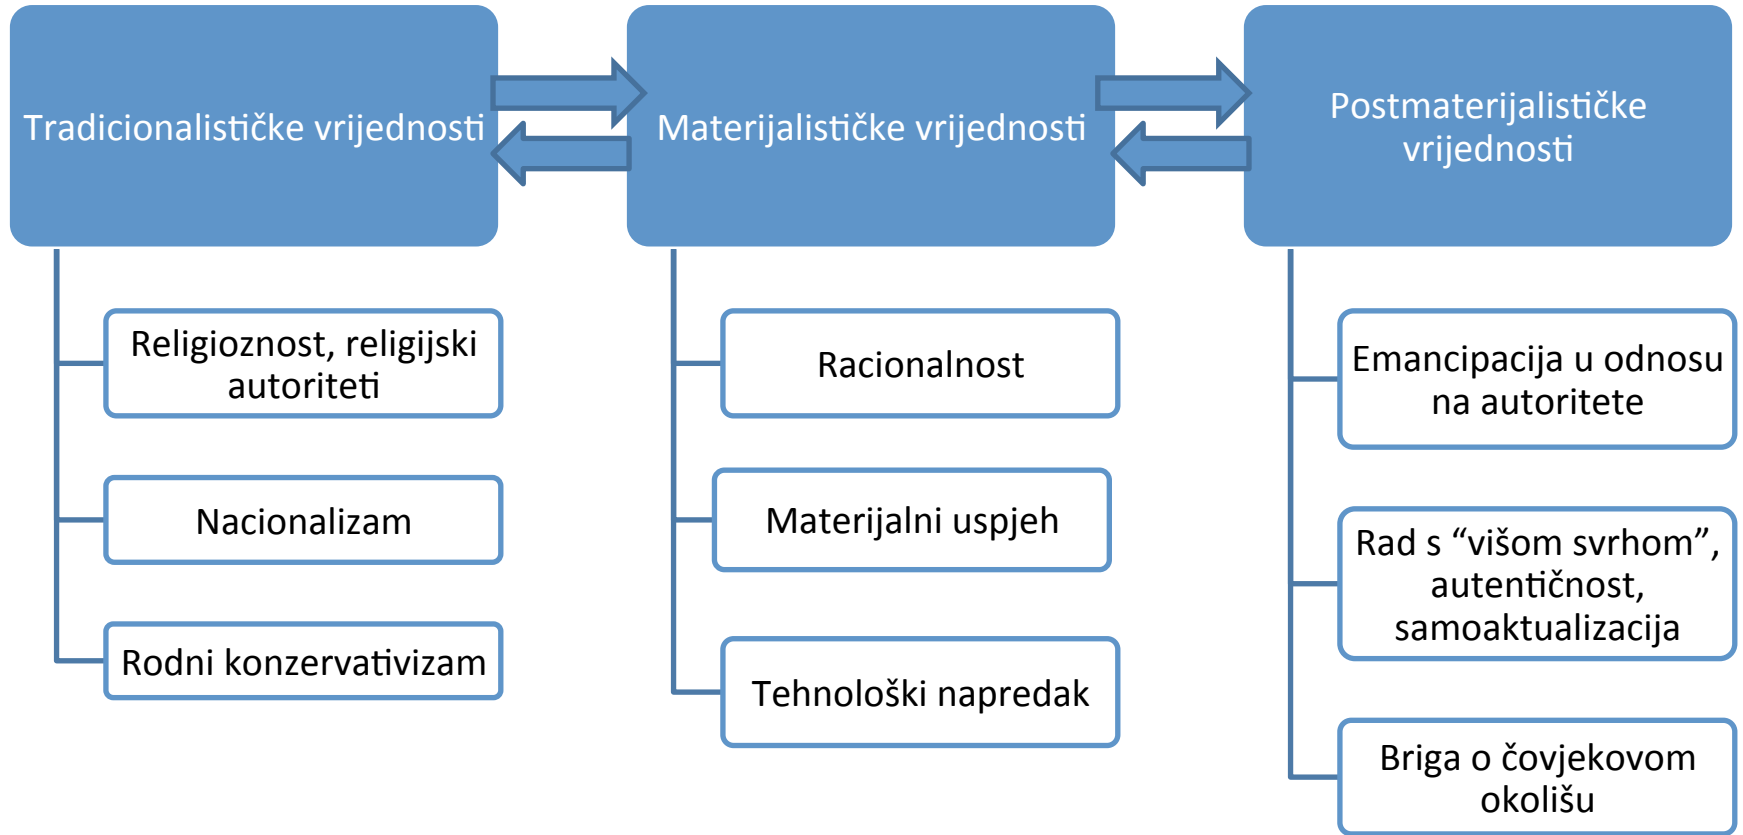 Tradicionalističke vrijednosti
Religioznost, religijski
autoriteti
Nacionalizam
Rodni konzervativizam
Materijalističke vrijednosti
Racionalnost
Materijalni uspjeh
Tehnološki napredak
Postmaterijalističke
vrijednosti
Emancipacija u odnosu
na autoritete
Rad s “višom svrhom”,
autentičnost,
samoaktualizacija
Briga o čovjekovom
okolišu